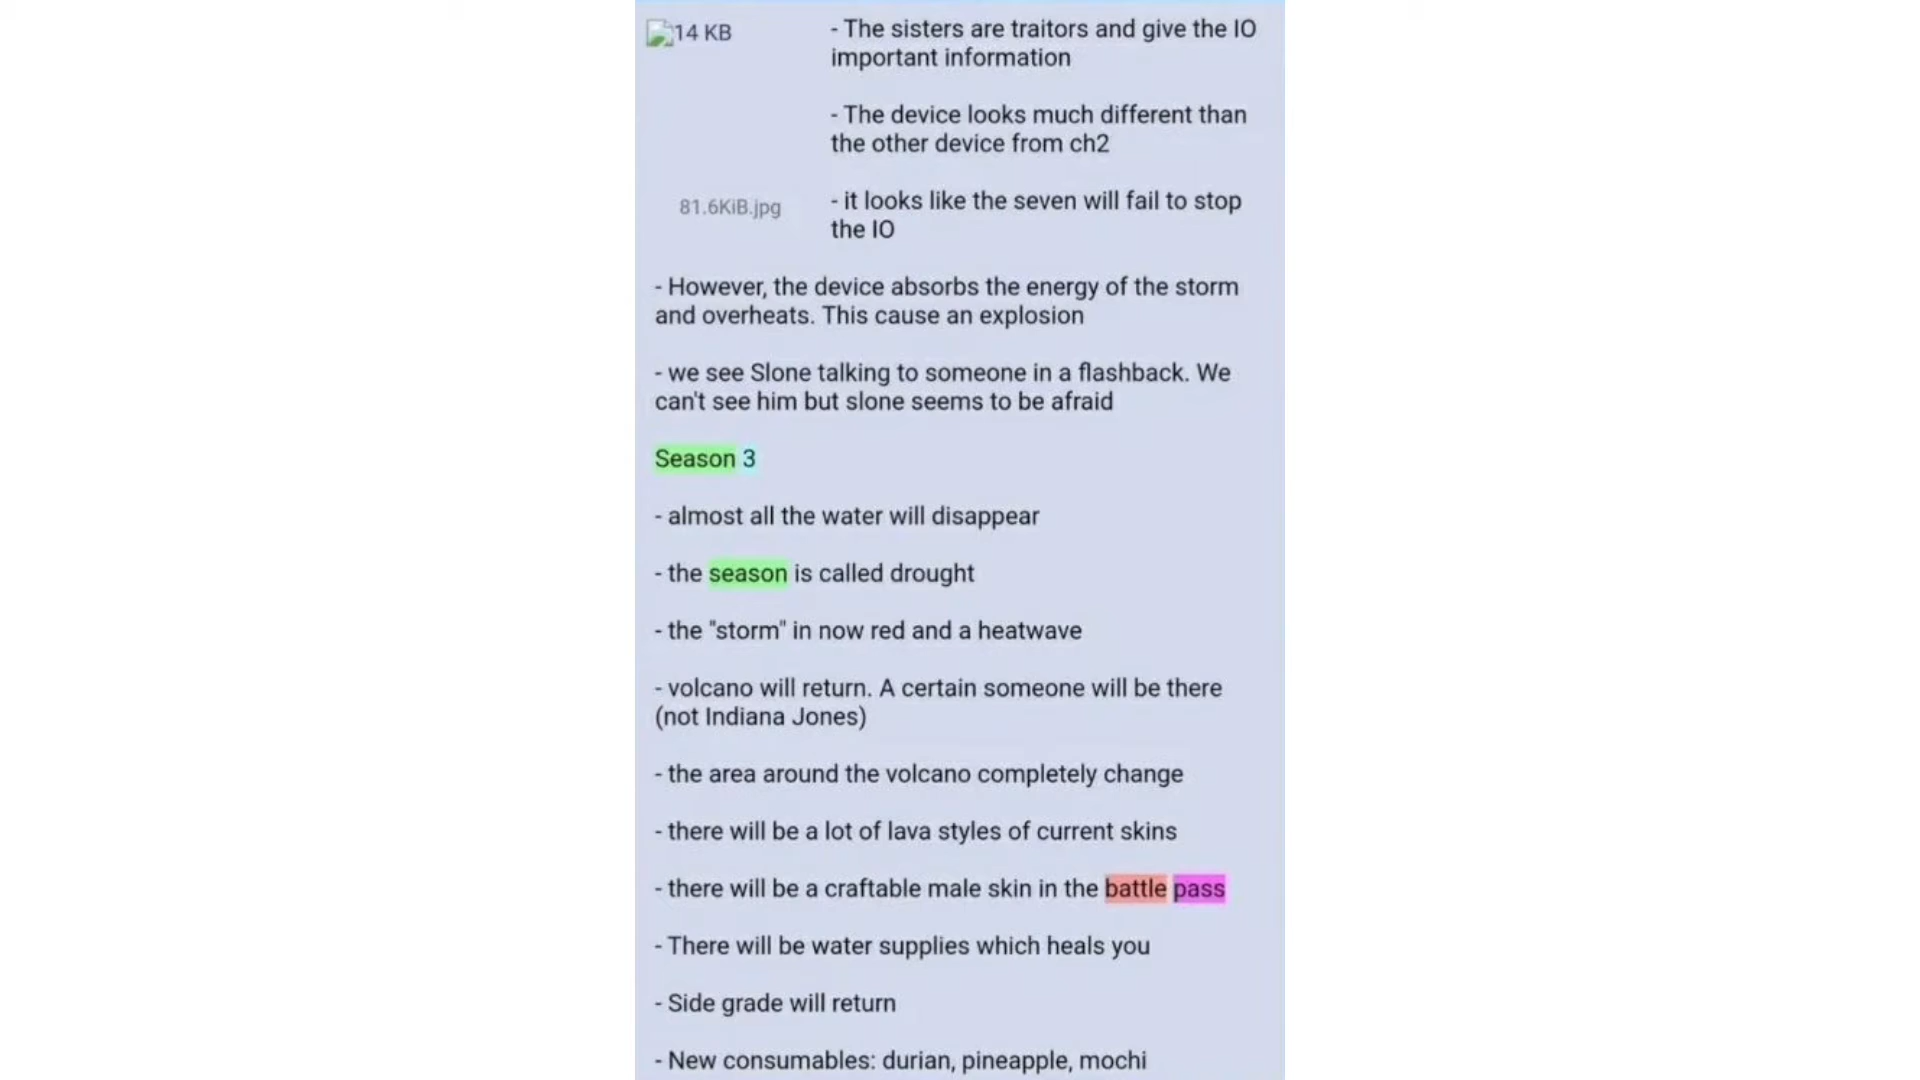 14 KB
- The sisters are traitors and give the IO
important information
- The device looks much different than
the other device from ch2
81.6KiB.jpg
- it looks like the seven will fail to stop
the IO
- However, the device absorbs the energy of the storm
and overheats. This cause an explosion
- we see Slone talking to someone in a flashback. We
can't see him but slone seems to be afraid
Season 3
- almost all the water will disappear
- the season is called drought
- the "storm" in now red and a heatwave
- volcano will return. A certain someone will be there
(not Indiana Jones)
- the area around the volcano completely change
- there will be a lot of lava styles of current skins
- there will be a craftable male skin in the battle pass
- There will be water supplies which heals you
- Side grade will return
- New consumables: durian, pineapple, mochi